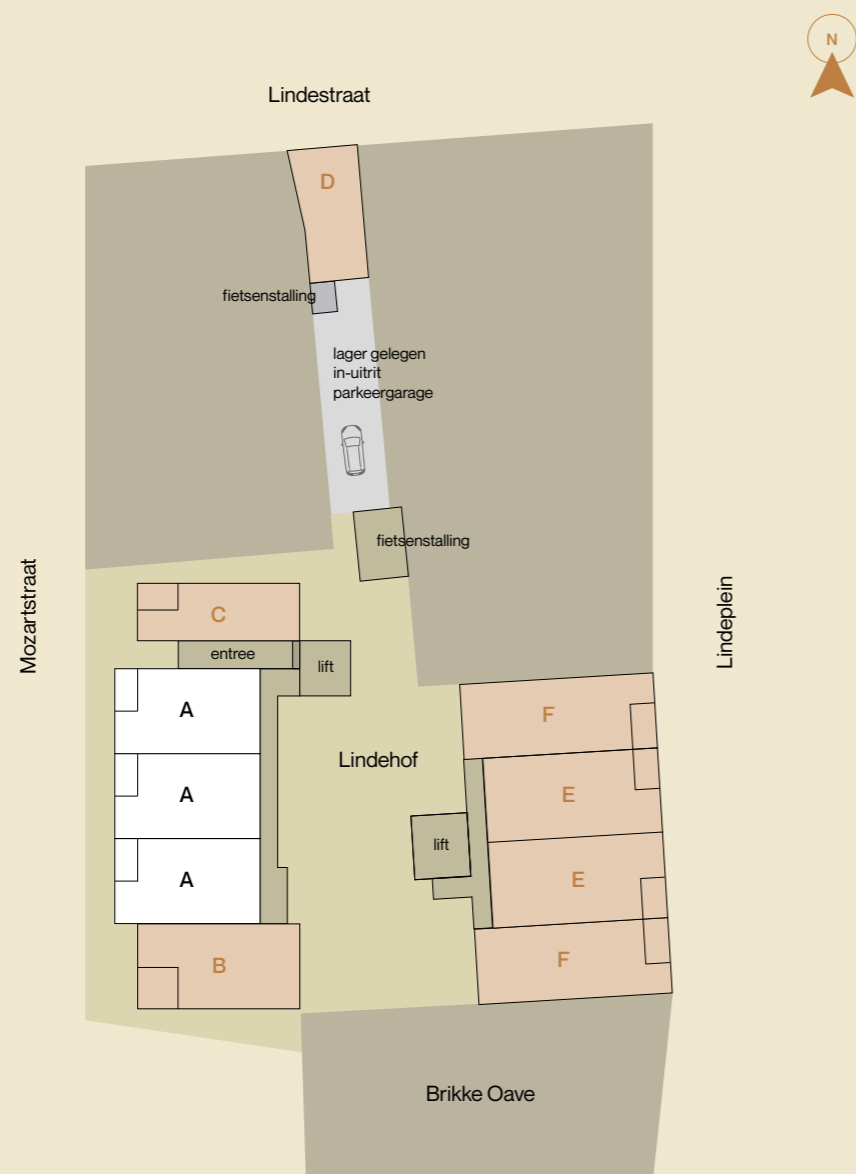 N
Lindestraat
D
fietsenstalling
lager gelegen
in-uitrit
parkeergarage
fietsenstalling
Mozartstraat
Lindeplein
C
entree
lift
A
F
Lindehof
A
E
lift
A
E
B
F
Brikke Oave